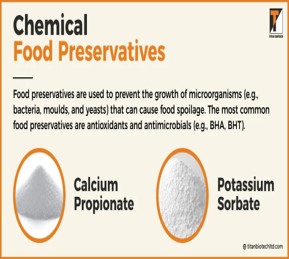 Chemical
Food Preservatives
Food preservatives are used to prevent the growth of microorganisms (e.g.,
bacteria, moulds, and yeasts) that can cause food spoilage. The most common
food preservatives are antioxidants and antimicrobials (e.g., BHA, BHT).
Calcium
Propionate
Potassium
Sorbate
@ titanbiotechltd.com